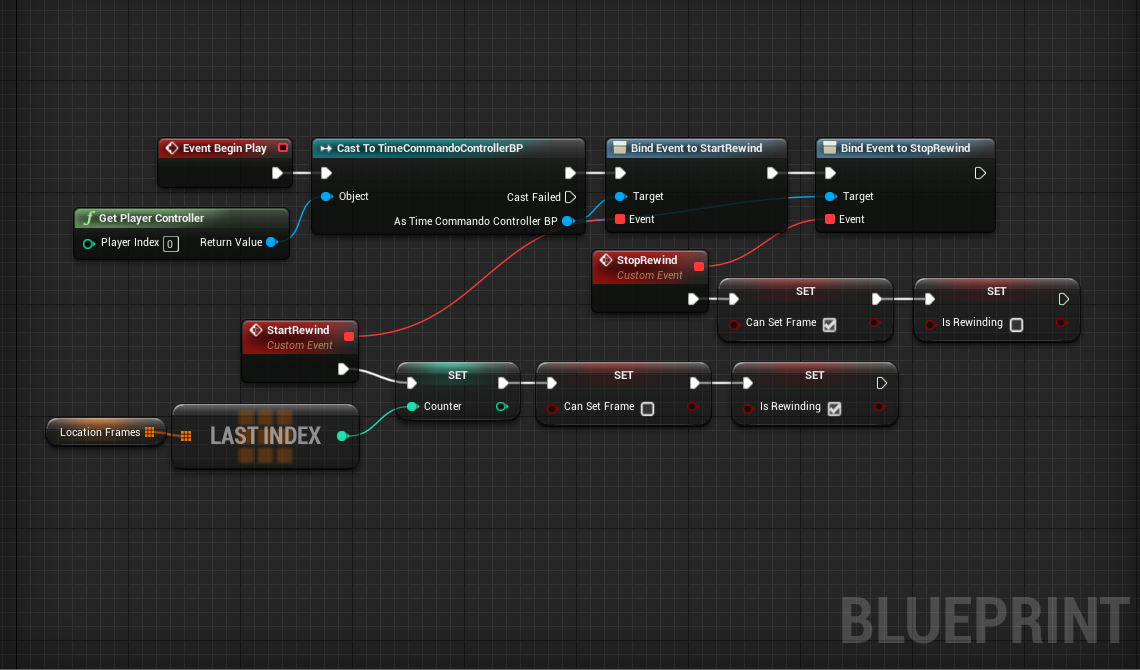 Event Begin Play
Cast To TimeCommandoControllerBP
Bind Event to StartRewind
Bind Event to StopRewind
Object
Cast Failed
As Time Commando Controller BP
Target
Event
Target
Event
f Get Player Controller
Player Index 0
Return Value
StopRewind
Custom Event
SET
Can Set Frame
SET
Is Rewinding
StartRewind
Custom Event
SET
Counter
SET
Can Set Frame
SET
Is Rewinding
Location Frames
LAST INDEX
BLUEPRINT